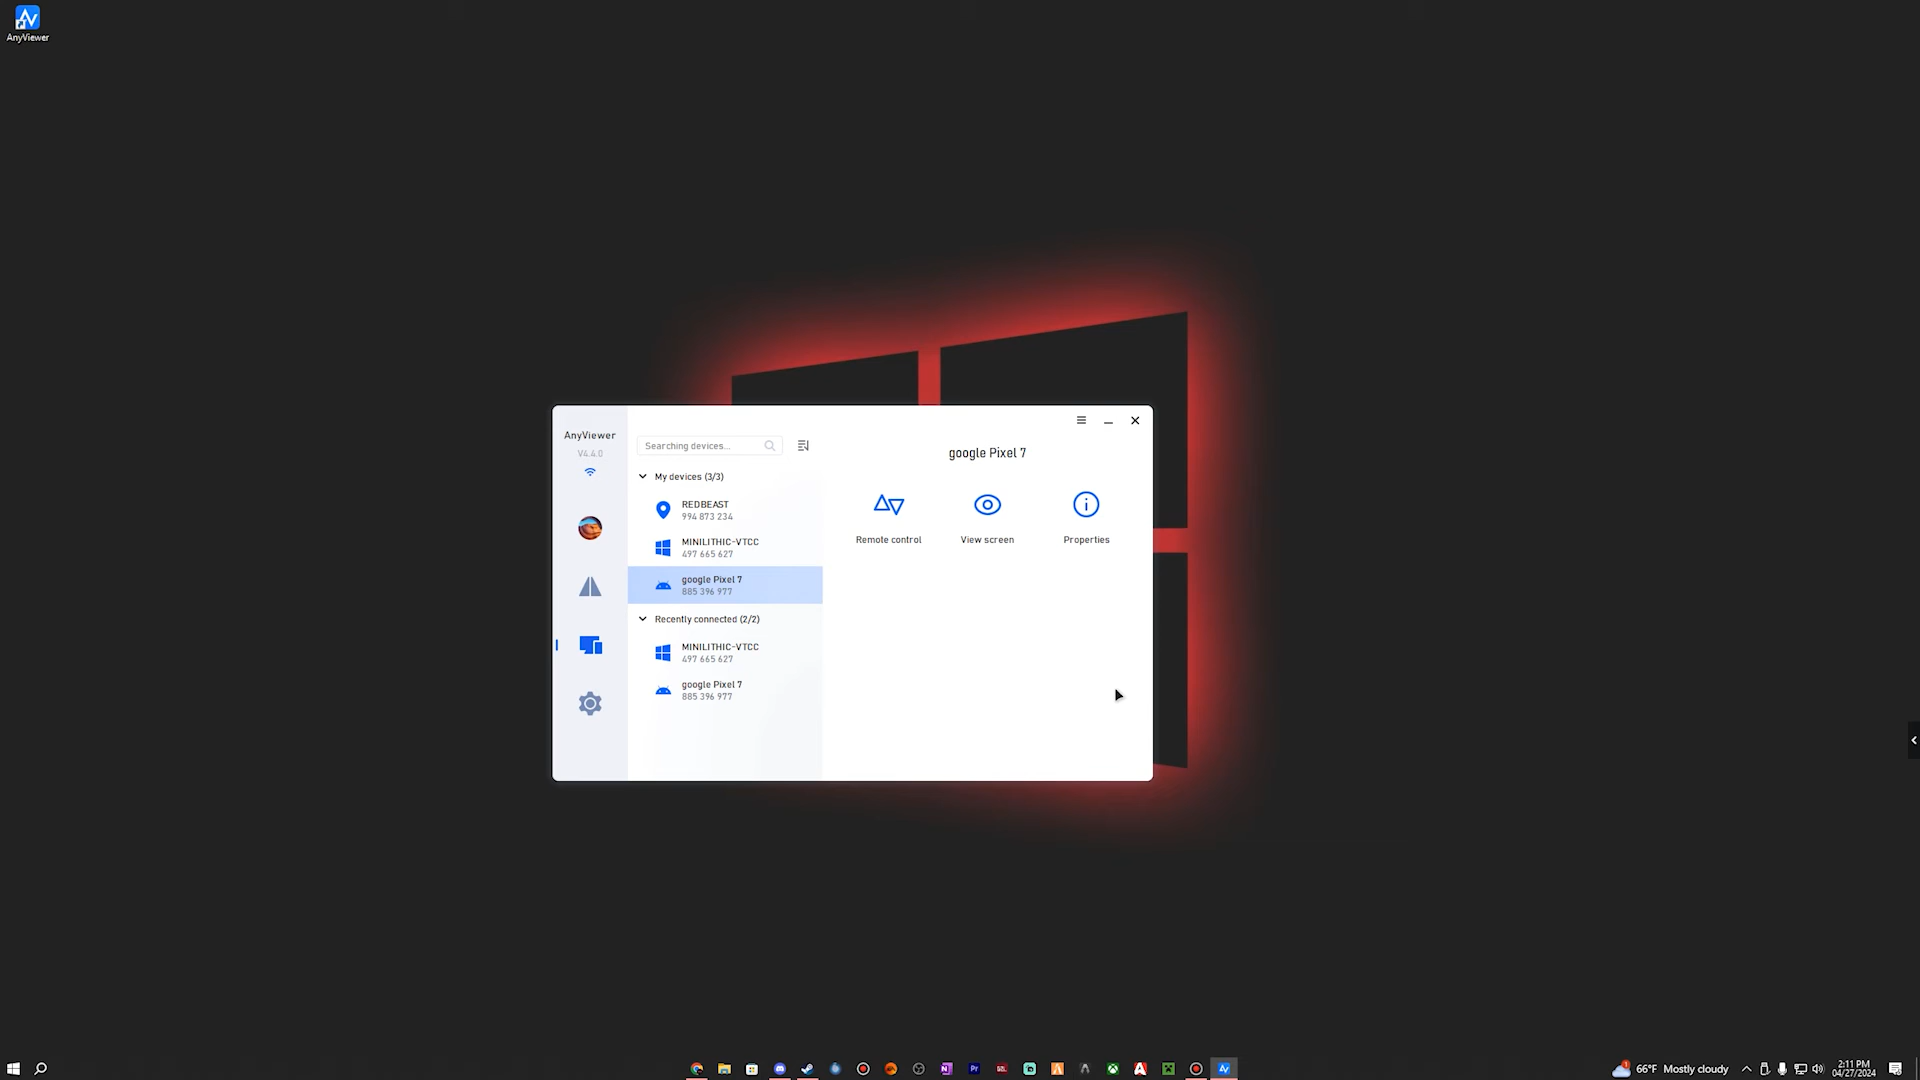 AnyViewer
AnyViewer
V4.4.0
Searching devices...
My devices (3/3)
REDBEAST
994 873 234
MINILITHIC-VTCC
497 665 627
google Pixel 7
885 396 977
Recently connected (2/2)
MINILITHIC-VTCC
497 665 627
google Pixel 7
885 396 977
google Pixel 7
Remote control
View screen
Properties
66°F Mostly cloudy
2:11 PM
04/27/2024